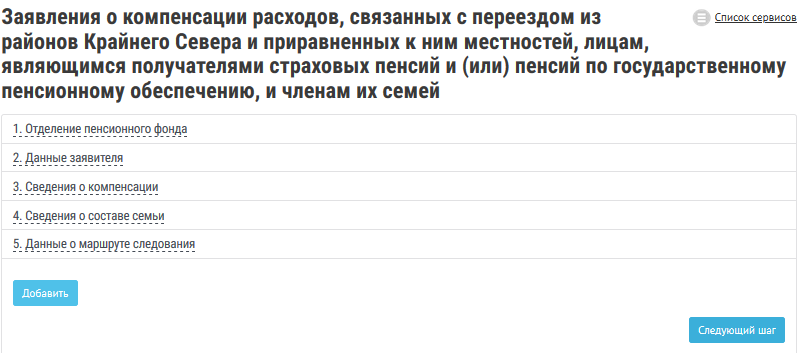 Заявления о компенсации расходов, связанных с переездом из
Список сервисов
районов Крайнего Севера и приравненных к ним местностей, лицам,
являющимся получателями страховых пенсий и (или) пенсий по государственному
пенсионному обеспечению, и членам их семей
1. Отделение пенсионного фонда
2. Данные заявителя
3. Сведения о компенсации
4. Сведения о составе семьи
5. Данные о маршруте следования
Добавить
Следующий шаг